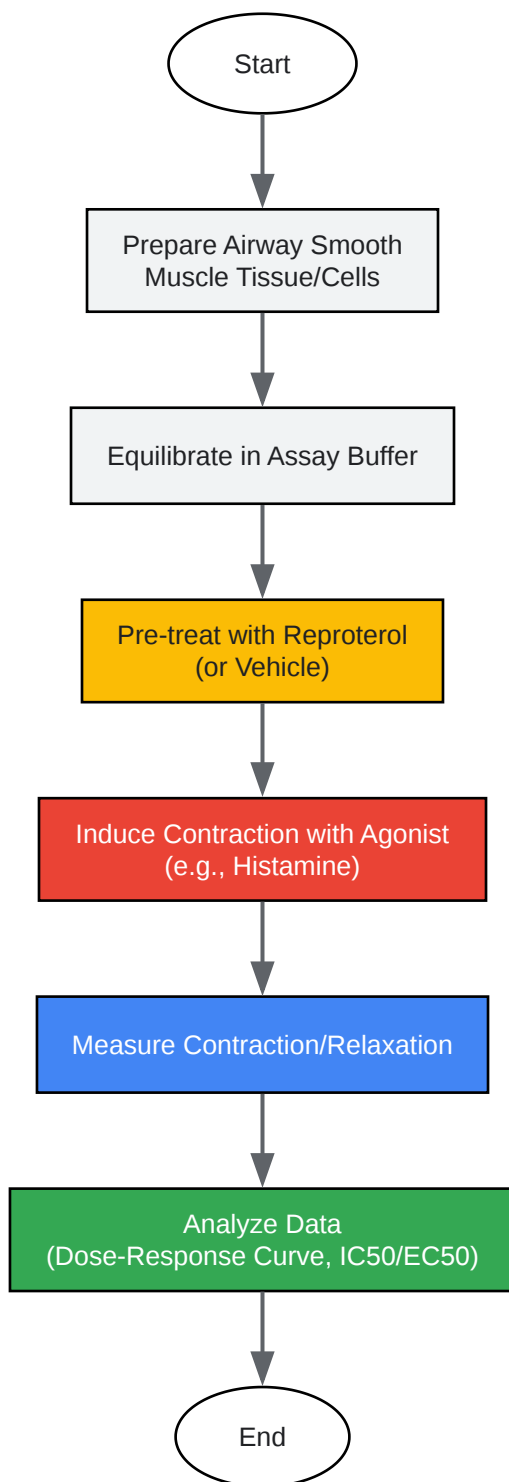 Start
Prepare Airway Smooth
Muscle Tissue/Cells
Equilibrate in Assay Buffer
Pre-treat with Reproterol
(or Vehicle)
Induce Contraction with Agonist
(e.g., Histamine)
Measure Contraction/Relaxation
Analyze Data
(Dose-Response Curve, IC50/EC50)
End